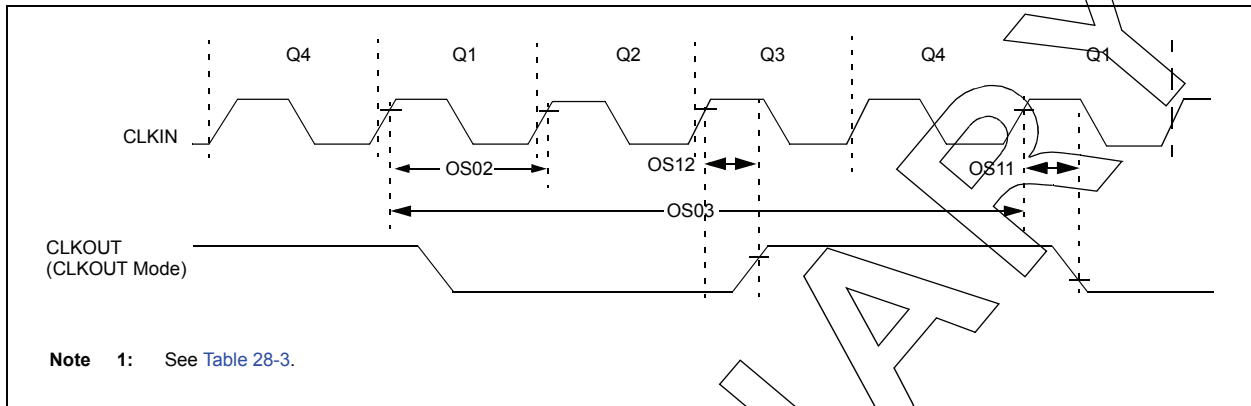 Q4 Q1 Q2 Q3 Q4 Q1
CLKIN
OS02 OS12 OS11
OS03
CLKOUT
(CLKOUT Mode)
Note 1: See Table 28-3.